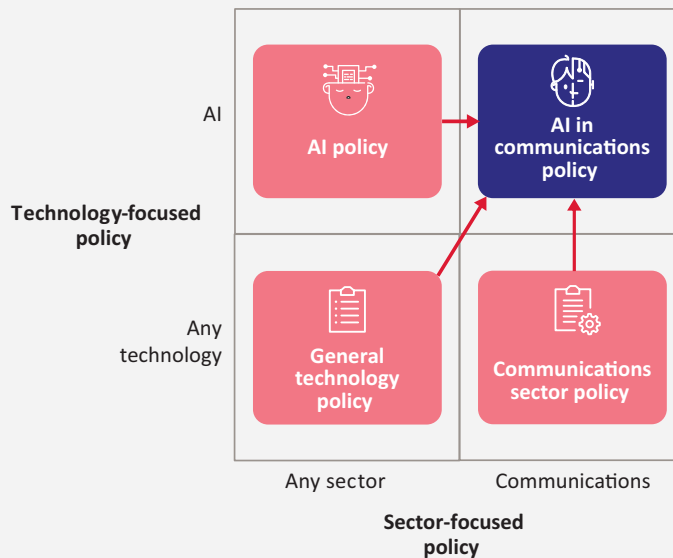 AI
AI policy
AI in
communications
policy
Technology-focused
policy
Any
technology
General
technology
policy
Communications
sector policy
Any sector
Communications
Sector-focused
policy